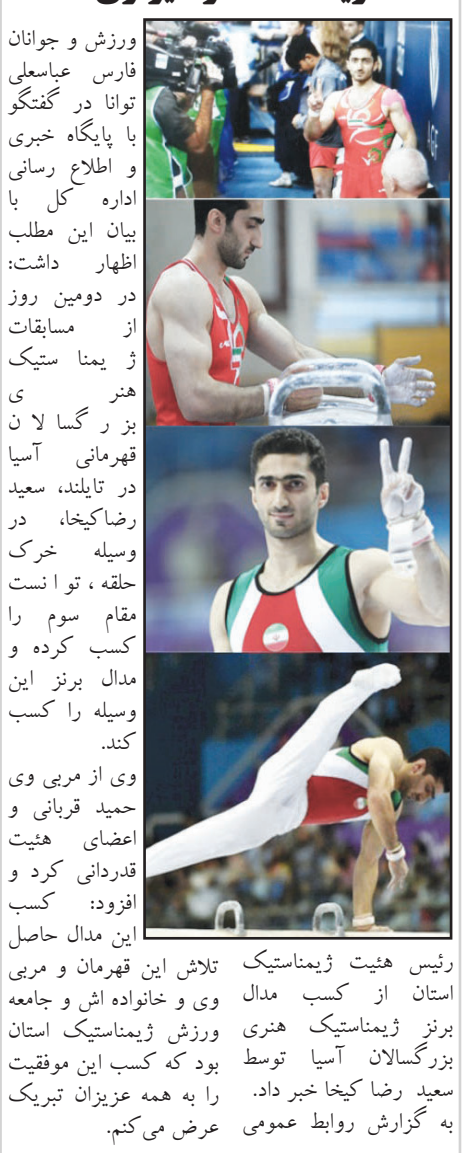 رئیس هئیت ژیمناستیک
استان از کسب مدال
برنز ژیمناستیک هنری
بزرگسالان آسیا توسط
سعید رضا کیخا خبر داد.
به گزارش روابط عمومی
ورزش و جوانان
فارس عباسعلی
توانا در گفتگو
با پایگاه خبری
و اطلاع رسانی
اداره کل با
بیان این مطلب
اظهار داشت:
در دومین روز
از مسابقات
ژ یمنا ستیک
هنر ی
بز ر گسا لا ن
قهرمانی آسیا
در تایلند، سعید
رضاکیخا، در
وسیله خرک
حلقه ، تو ا نست
مقام سوم را
کسب کرده و
مدال برنز این
وسیله را کسب
کند.
وی از مربی وی
حمید قربانی و
اعضای هئیت
قدردانی کرد و
افزود: کسب
این مدال حاصل
تلاش این قهرمان و مربی
وی و خانواده اش و جامعه
ورزش ژیمناستیک استان
بود که کسب این موفقیت
را به همه عزیزان تبریک
عرض می‌کنم.